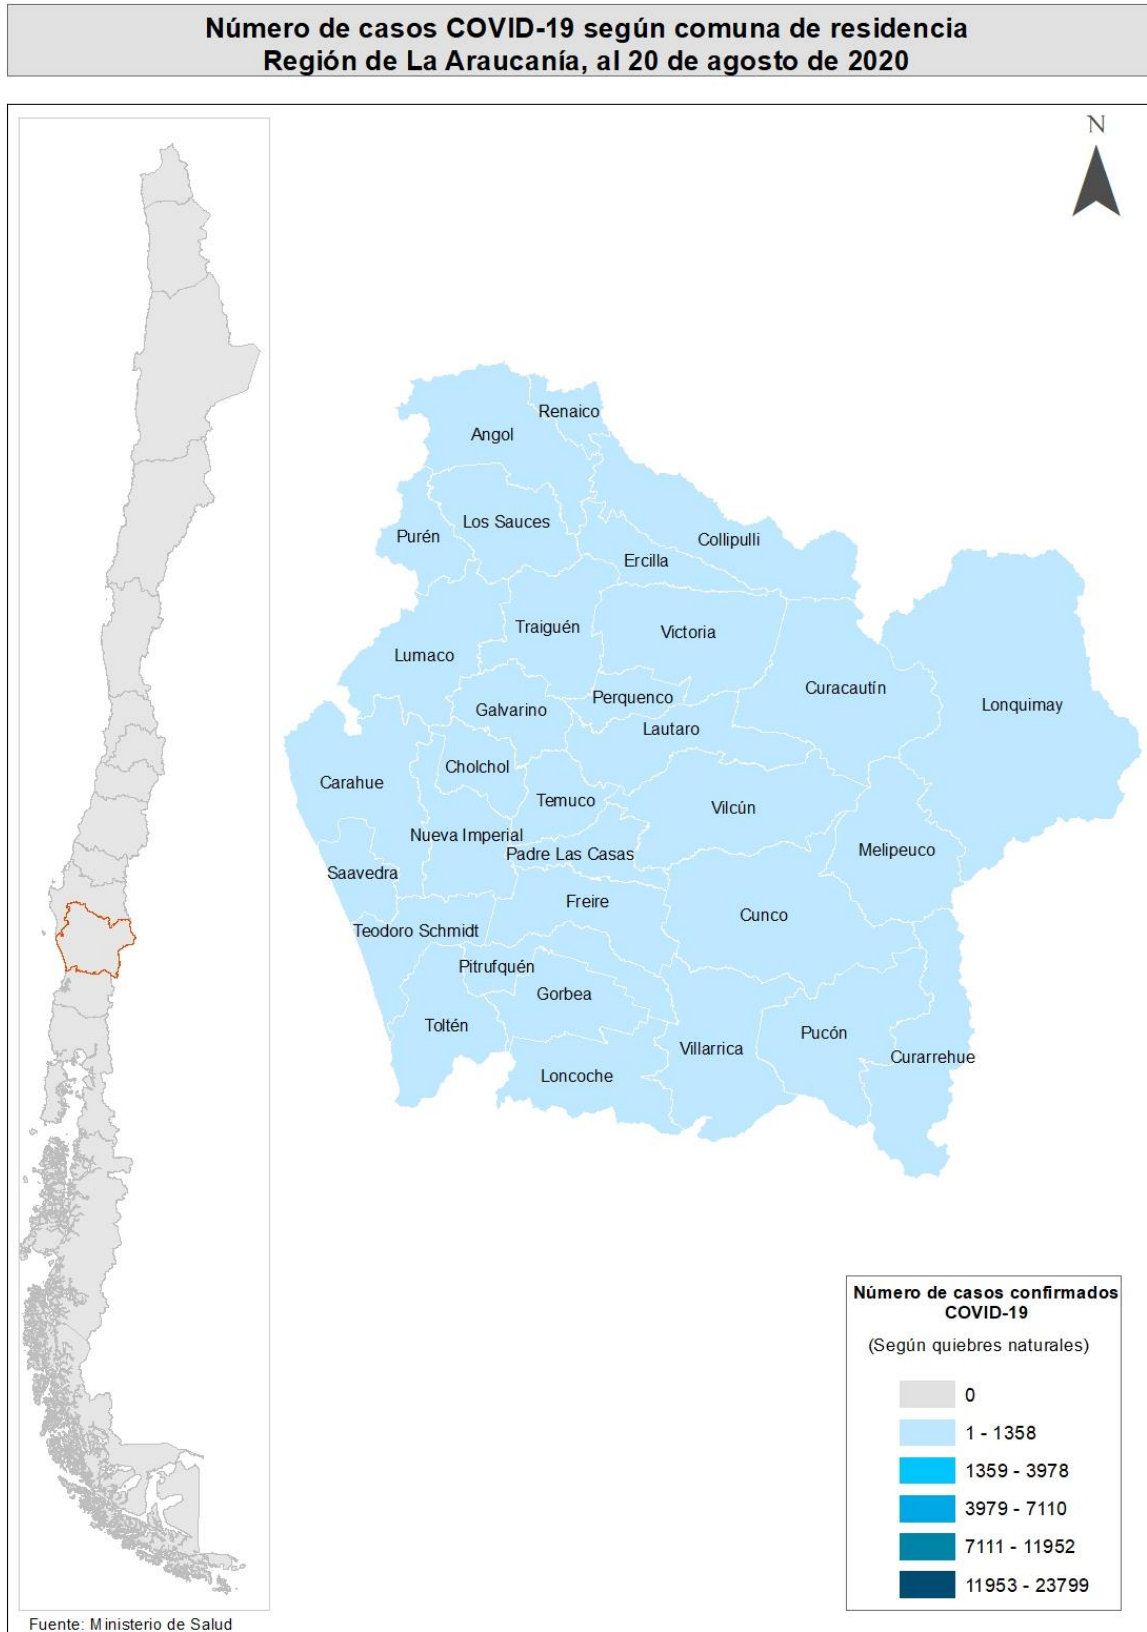 Número de casos COVID-19 según comuna de residencia
Región de La Araucanía, al 20 de agosto de 2020
N
Renaico
Angol
Los Sauces
Purén
Collipulli
Ercilla
Traiguén
Victoria
Lumaco
Curacautín
Perquenco
Lonquimay
Galvarino
Lautaro
Cholchol
Carahue
Temuco
Vilcún
Nueva Imperial
Padre Las Casas
Melipeuco
Saavedra
Freire
Cunco
Teodoro Schmidt
Pitrufquén
Gorbea
Toltén
Pucón
Villarrica
Curarrehue
Loncoche
Número de casos confirmados
COVID-19
(Según quiebres naturales)
0
1 - 1358
1359 - 3978
3979 - 7110
7111 - 11952
11953 - 23799
Fuente: Ministerio de Salud